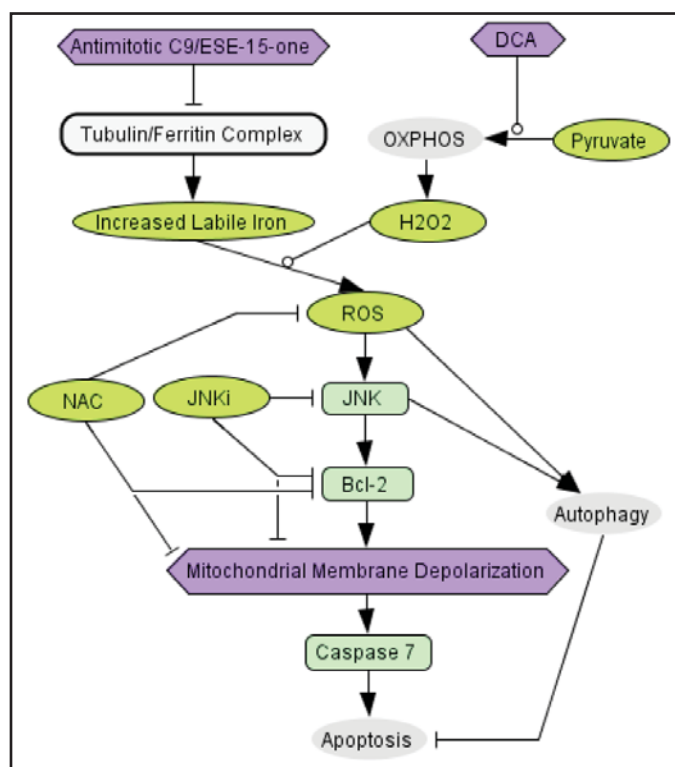 Antimitotic C9/ESE-15-one
DCA
Tubulin/Ferritin Complex
OXPHOS
Pyruvate
Increased Labile Iron
H2O2
ROS
NAC
JNKi
JNK
Bcl-2
Autophagy
Mitochondrial Membrane Depolarization
Caspase 7
Apoptosis